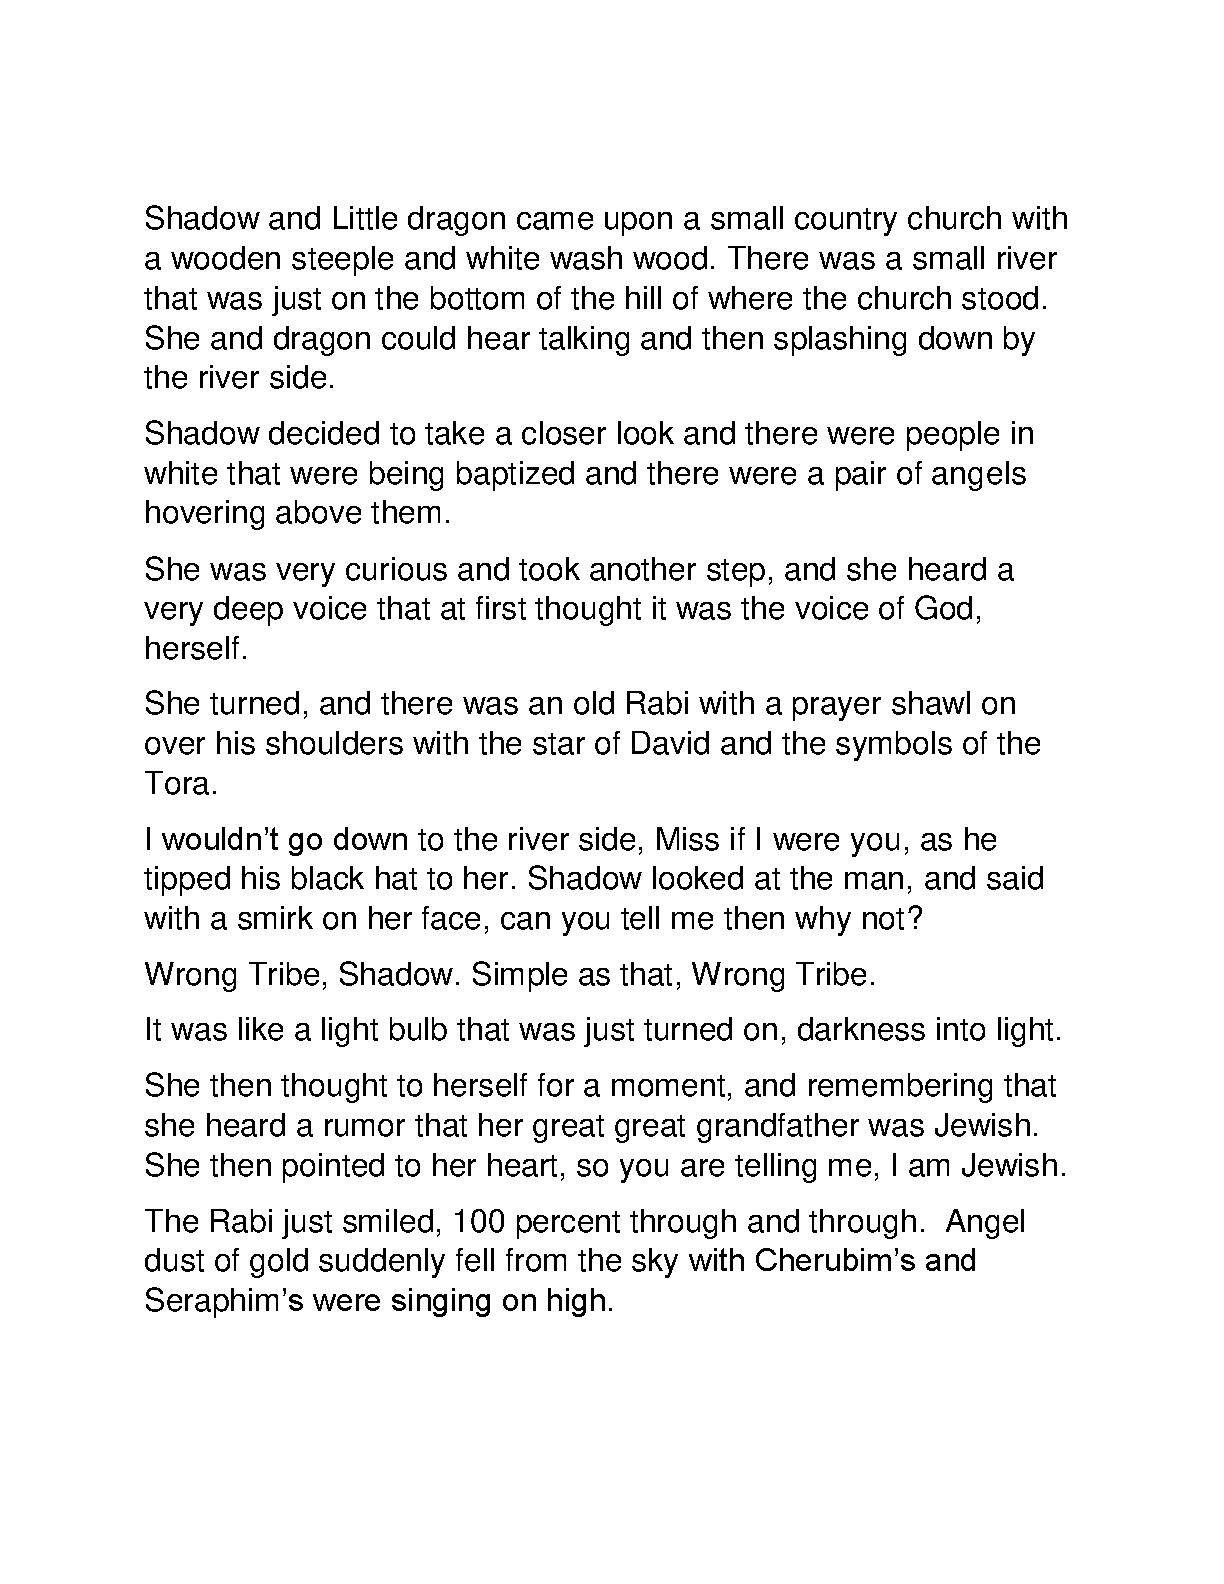 Shadow and Little dragon came upon a small country church with
a wooden steeple and white wash wood. There was a small river
that was just on the bottom of the hill of where the church stood.
She and dragon could hear talking and then splashing down by
the river side.
Shadow decided to take a closer look and there were people in
white that were being baptized and there were a pair of angels
hovering above them.
She was very curious and took another step, and she heard a
very deep voice that at first thought it was the voice of God,
herself.
She turned, and there was an old Rabi with a prayer shawl on
over his shoulders with the star of David and the symbols of the
Tora.
I wouldn’t go down to the river side, Miss if I were you, as he
tipped his black hat to her. Shadow looked at the man, and said
with a smirk on her face, can you tell me then why not?
Wrong Tribe, Shadow. Simple as that, Wrong Tribe.
It was like a light bulb that was just turned on, darkness into light.
She then thought to herself for a moment, and remembering that
she heard a rumor that her great great grandfather was Jewish.
She then pointed to her heart, so you are telling me, I am Jewish.
The Rabi just smiled, 100 percent through and through.  Angel
dust of gold suddenly fell from the sky with Cherubim’s and
Seraphim’s were singing on high.